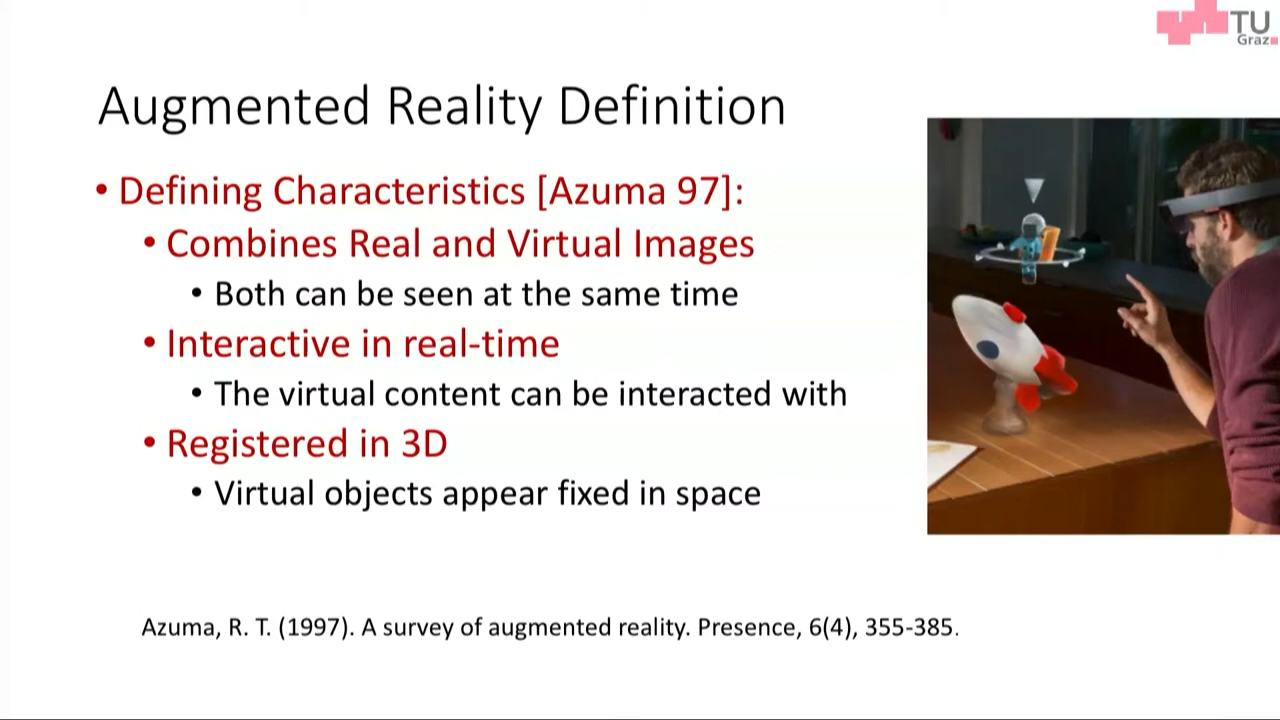 TU
Graz
Augmented Reality Definition
• Defining Characteristics [Azuma 97]:
• Combines Real and Virtual Images
• Both can be seen at the same time
• Interactive in real-time
• The virtual content can be interacted with
• Registered in 3D
• Virtual objects appear fixed in space
Azuma, R. T. (1997). A survey of augmented reality. Presence, 6(4), 355-385.